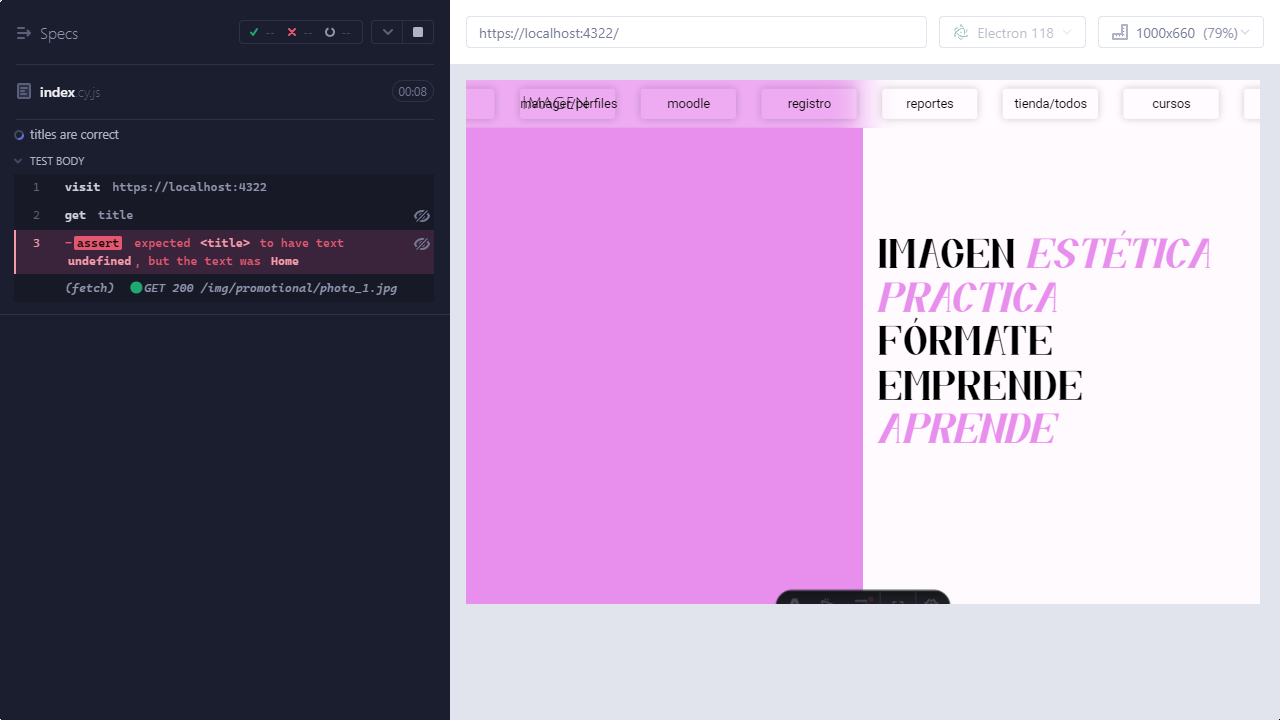 Specs
-- -- --
index.cy.js
00:08
titles are correct
TEST BODY
1 visit https://localhost:4322
2 get title
3 -assert expected <title> to have text
undefined, but the text was Home
(fetch) GET 200 /img/promotional/photo_1.jpg
https://localhost:4322/
Electron 118
1000x660 (79%)
IMAGEN
manager/perfiles
moodle
registro
reportes
tienda/todos
cursos
IMAGEN ESTÉTICA
PRACTICA
FÓRMATE
EMPRENDE
APRENDE